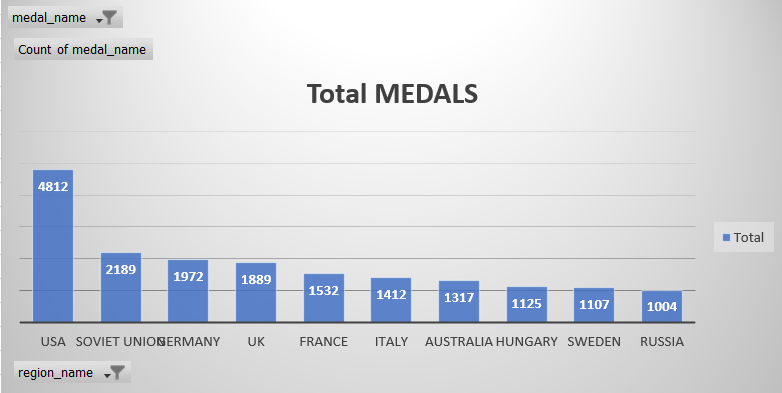 medal_name
Count of medal_name
Total MEDALS
4812
2189
1972
1889
1532
1412
1317
1125
1107
1004
Total
USA SOVIET UNION GERMANY UK FRANCE ITALY AUSTRALIA HUNGARY SWEDEN RUSSIA
region_name